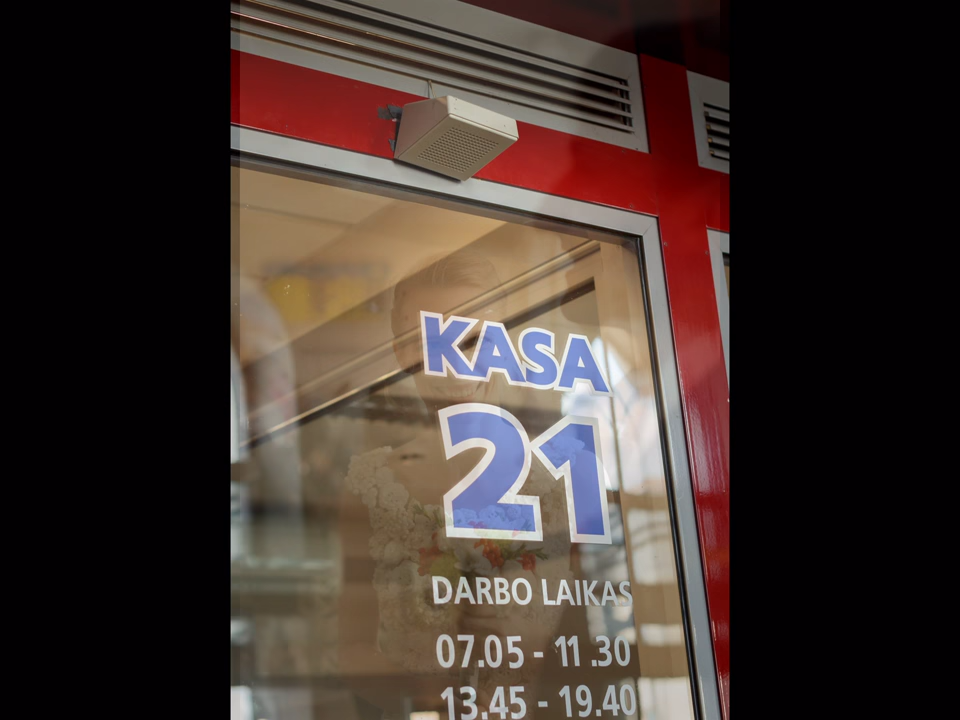 KASA
21
DARBO LAIKAS
07.05 - 11.30
13.45 - 19.40